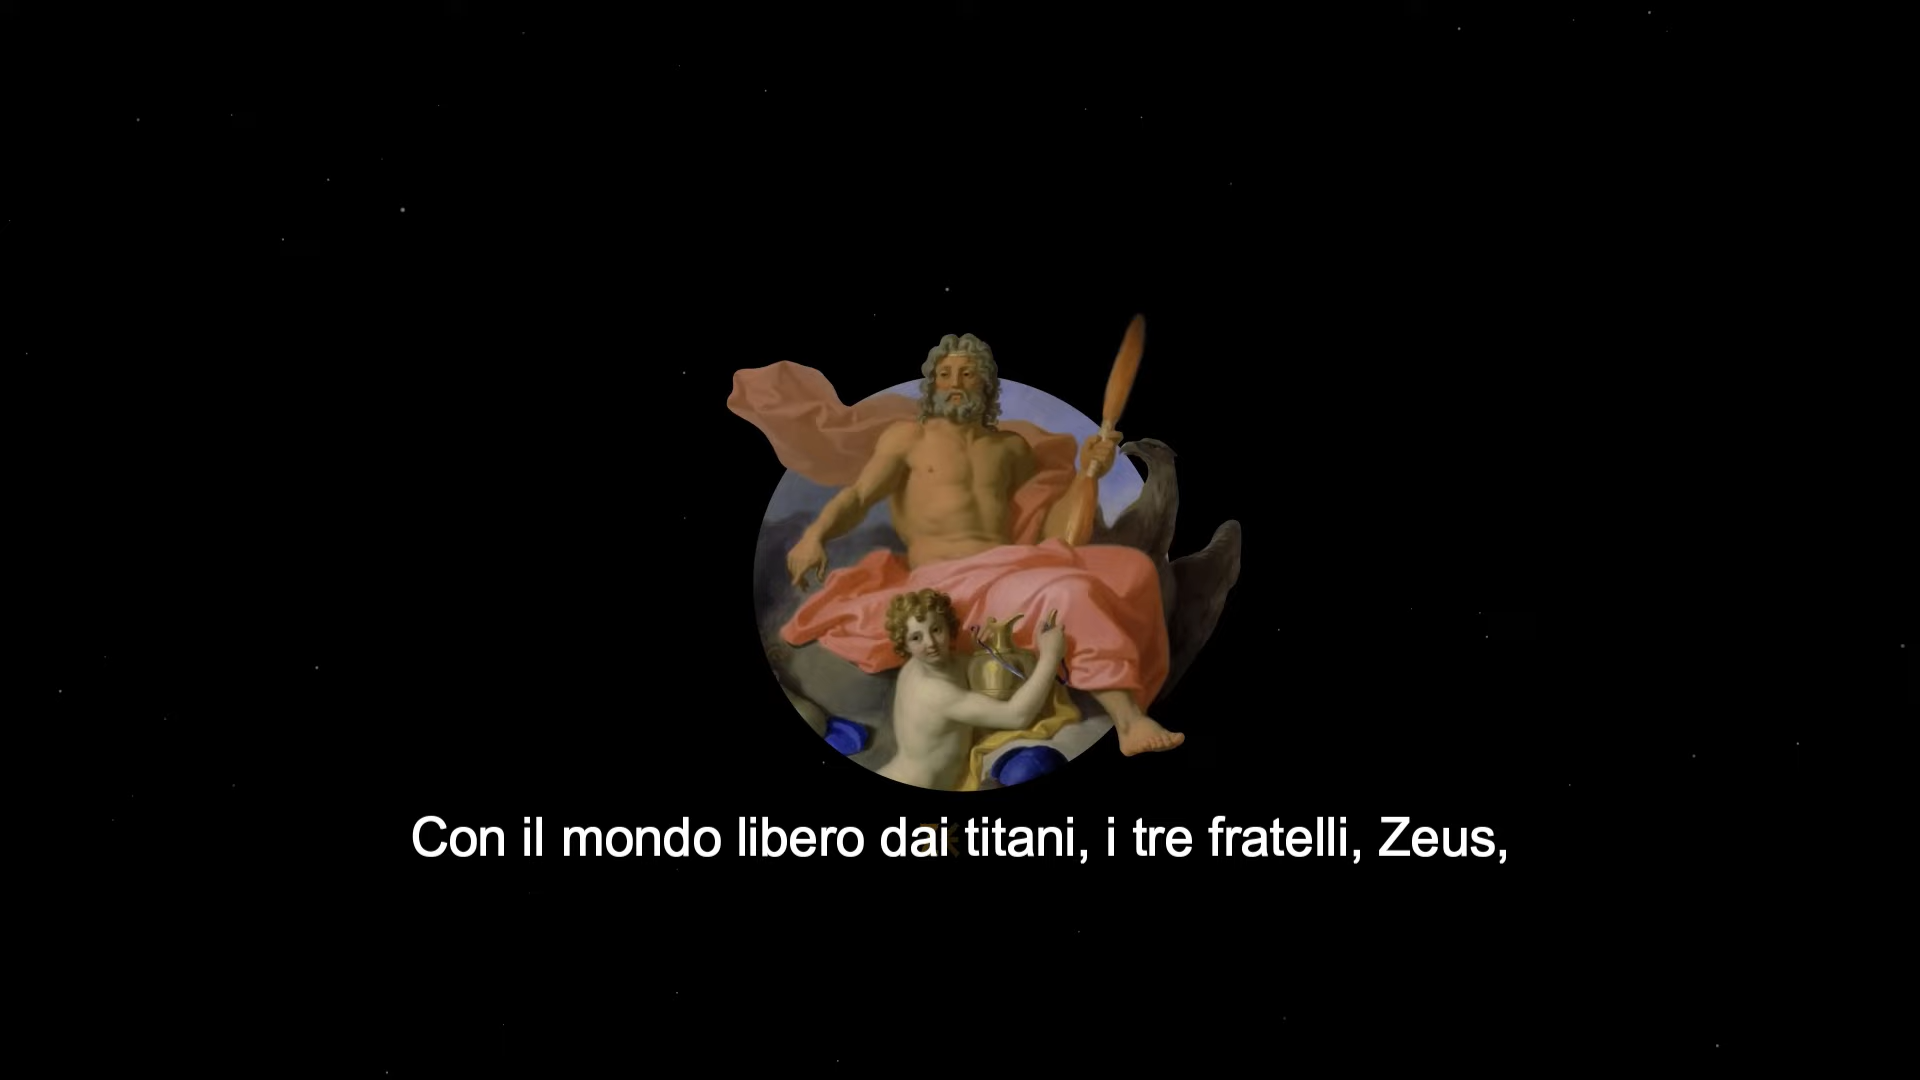 Con il mondo libero dai titani, i tre fratelli, Zeus,